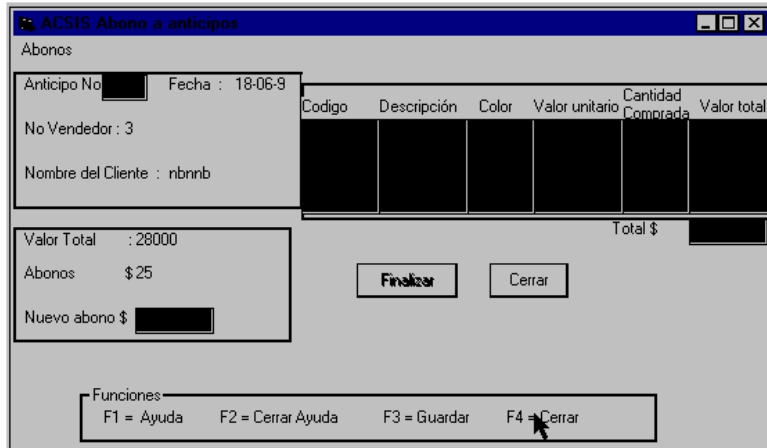 ACSIS Abono a anticipos
Abonos
Anticipo No Fecha : 18-06-9
No Vendedor : 3
Nombre del Cliente : nbnnb
Codigo Descripción Color Valor unitario Cantidad Comprada Valor total
Total $
Valor Total : 28000
Abonos $ 25
Nuevo abono $
Finalizar Cerrar
Funciones
F1 = Ayuda F2 = Cerrar Ayuda F3 = Guardar F4 = Cerrar